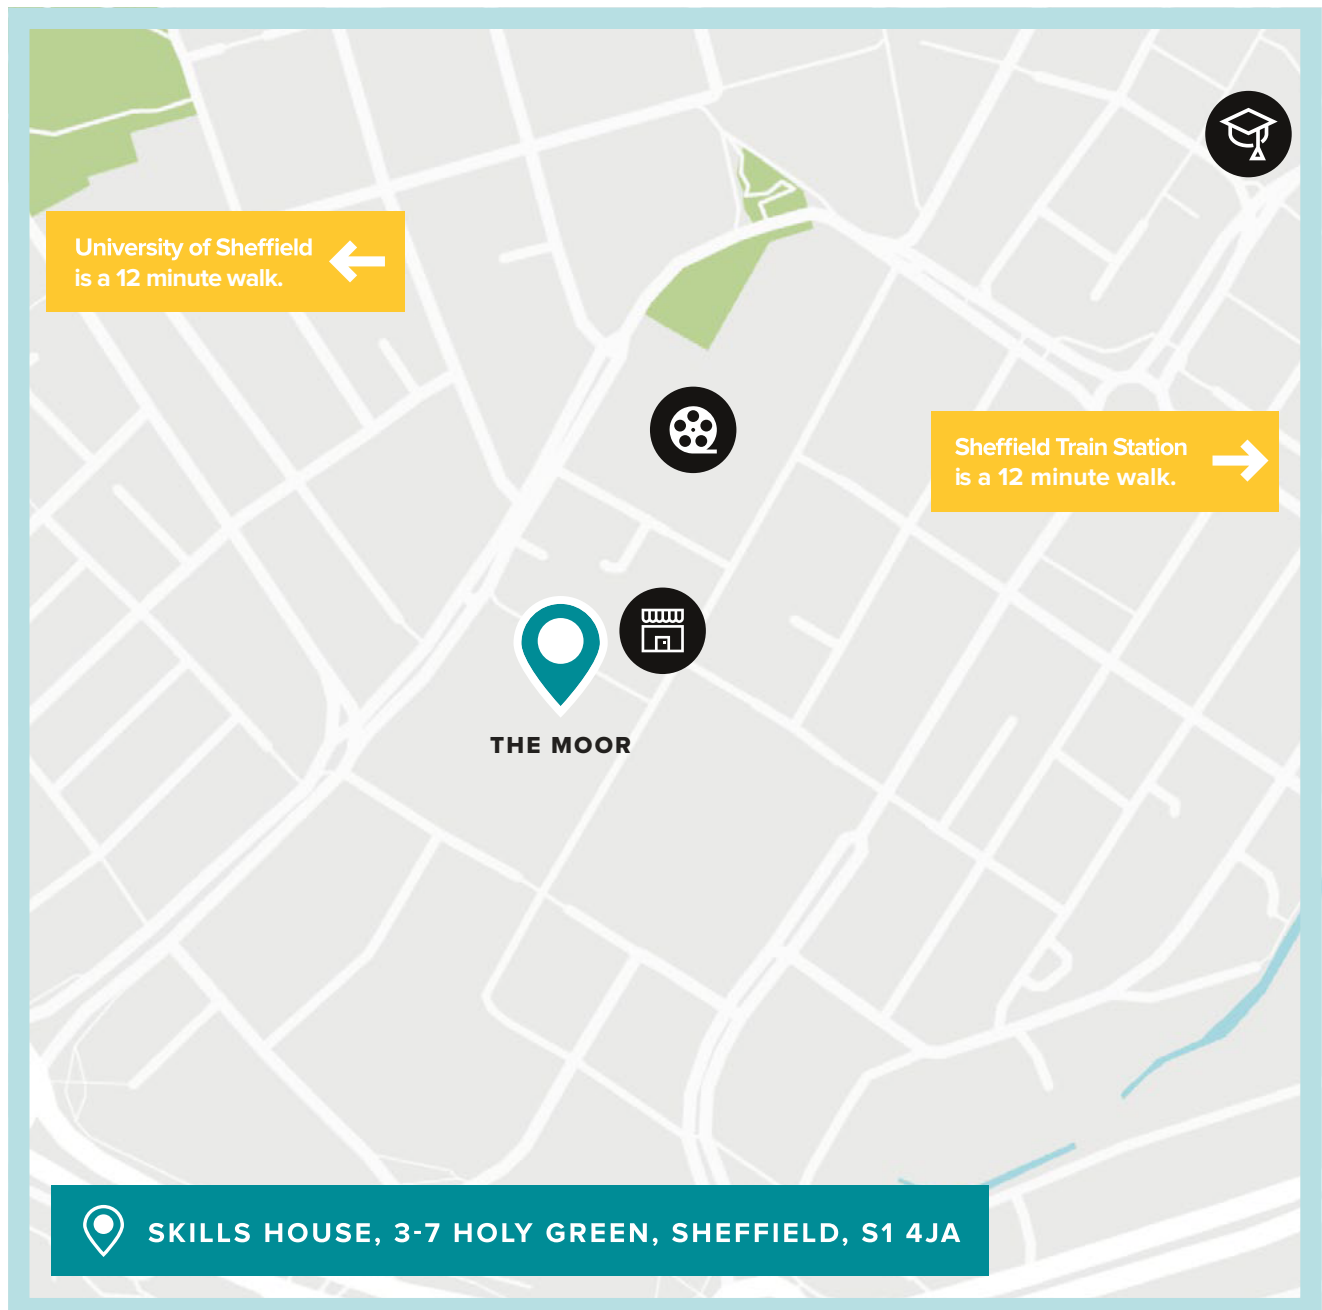 University of Sheffield
is a 12 minute walk.
Sheffield Train Station
is a 12 minute walk.
THE MOOR
SKILLS HOUSE, 3-7 HOLY GREEN, SHEFFIELD, S1 4JA